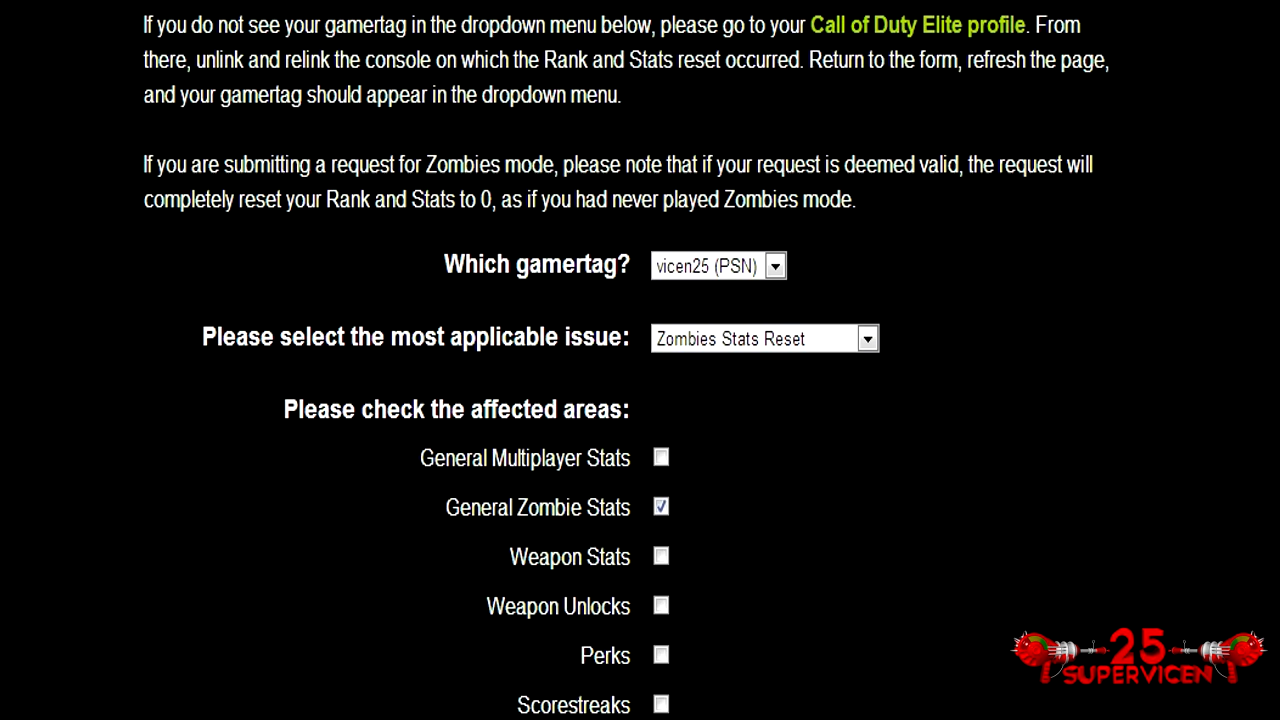 If you do not see your gamertag in the dropdown menu below, please go to your Call of Duty Elite profile. From
there, unlink and relink the console on which the Rank and Stats reset occurred. Return to the form, refresh the page,
and your gamertag should appear in the dropdown menu.
If you are submitting a request for Zombies mode, please note that if your request is deemed valid, the request will
completely reset your Rank and Stats to 0, as if you had never played Zombies mode.
Which gamertag? vicen25 (PSN)
Please select the most applicable issue: Zombies Stats Reset
Please check the affected areas:
General Multiplayer Stats
General Zombie Stats
Weapon Stats
Weapon Unlocks
Perks
Scorestreaks
25
SUPERVICEN